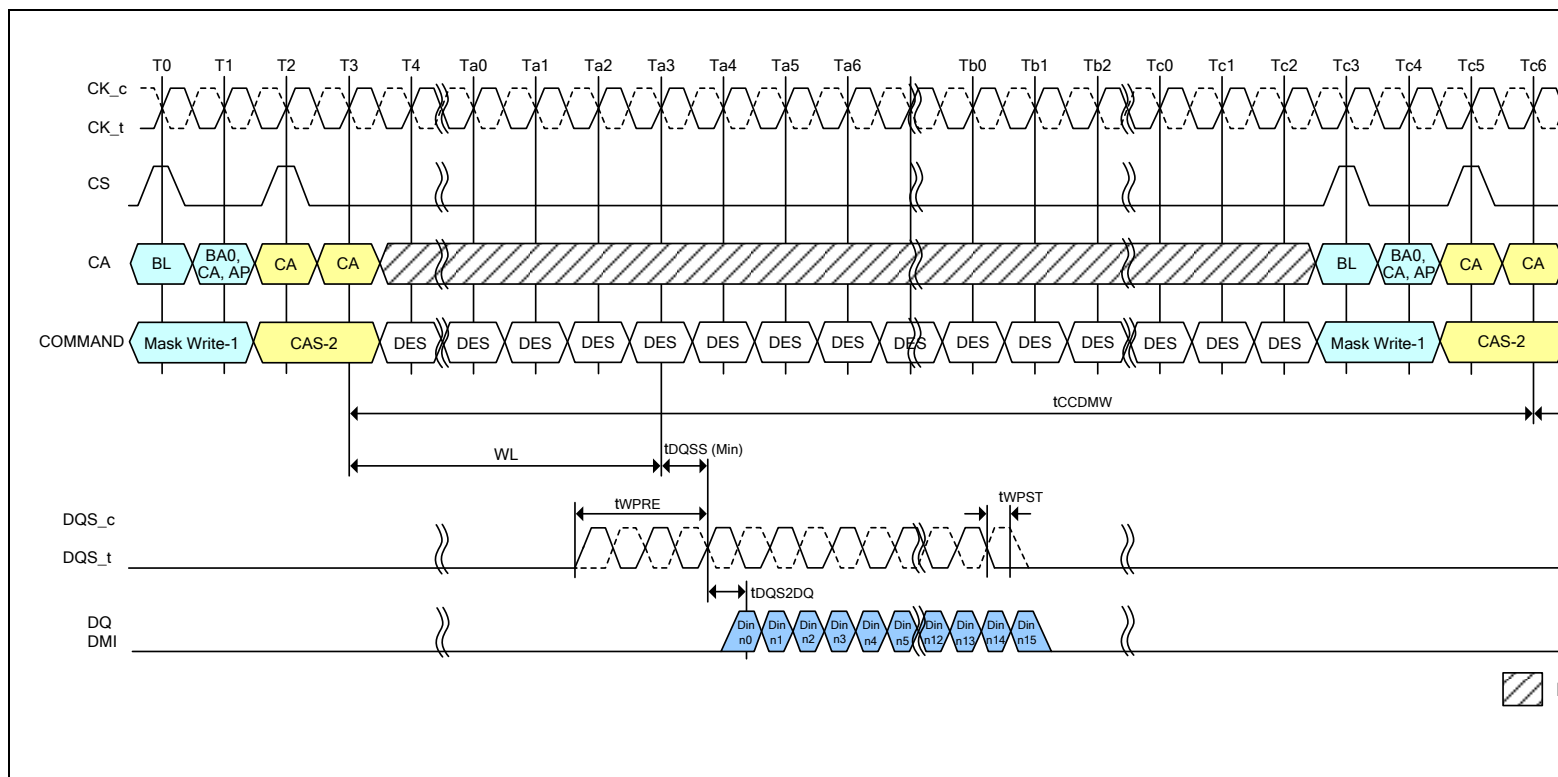 T0 T1 T2 T3 T4 Ta0 Ta1 Ta2 Ta3 Ta4 Ta5 Ta6 Tb0 Tb1 Tb2 Tc0 Tc1 Tc2 Tc3 Tc4 Tc5 Tc6
CK_c
CK_t
CS
CA BL BA0, CA, AP CA CA BL BA0, CA, AP CA CA
COMMAND Mask Write-1 CAS-2 DES DES DES DES DES DES DES DES DES DES DES DES DES DES DES Mask Write-1 CAS-2
tCCDMW
WL tDQSS (Min)
tWPRE tWPST
DQS_c
DQS_t
tDQS2DQ
DQ
DMI
Din n0 Din n1 Din n2 Din n3 Din n4 Din n5 Din n12 Din n13 Din n14 Din n15